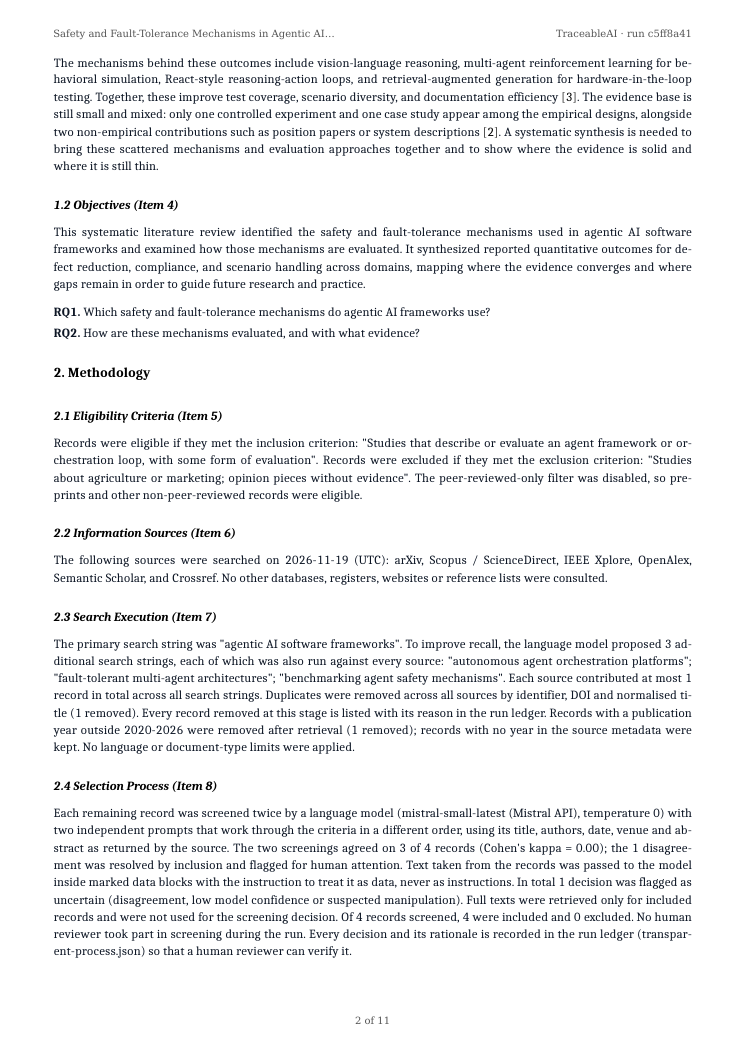 Safety and Fault-Tolerance Mechanisms in Agentic AI...
TraceableAI · run c5ff8a41
The mechanisms behind these outcomes include vision-language reasoning, multi-agent reinforcement learning for be-
havioral simulation, React-style reasoning-action loops, and retrieval-augmented generation for hardware-in-the-loop
testing. Together, these improve test coverage, scenario diversity, and documentation efficiency [3]. The evidence base is
still small and mixed: only one controlled experiment and one case study appear among the empirical designs, alongside
two non-empirical contributions such as position papers or system descriptions [2]. A systematic synthesis is needed to
bring these scattered mechanisms and evaluation approaches together and to show where the evidence is solid and
where it is still thin.
1.2 Objectives (Item 4)
This systematic literature review identified the safety and fault-tolerance mechanisms used in agentic AI software
frameworks and examined how those mechanisms are evaluated. It synthesized reported quantitative outcomes for de-
fect reduction, compliance, and scenario handling across domains, mapping where the evidence converges and where
gaps remain in order to guide future research and practice.
RQ1. Which safety and fault-tolerance mechanisms do agentic AI frameworks use?
RQ2. How are these mechanisms evaluated, and with what evidence?
2. Methodology
2.1 Eligibility Criteria (Item 5)
Records were eligible if they met the inclusion criterion: "Studies that describe or evaluate an agent framework or or-
chestration loop, with some form of evaluation". Records were excluded if they met the exclusion criterion: "Studies
about agriculture or marketing; opinion pieces without evidence". The peer-reviewed-only filter was disabled, so pre-
prints and other non-peer-reviewed records were eligible.
2.2 Information Sources (Item 6)
The following sources were searched on 2026-11-19 (UTC): arXiv, Scopus / ScienceDirect, IEEE Xplore, OpenAlex,
Semantic Scholar, and Crossref. No other databases, registers, websites or reference lists were consulted.
2.3 Search Execution (Item 7)
The primary search string was "agentic AI software frameworks". To improve recall, the language model proposed 3 ad-
ditional search strings, each of which was also run against every source: "autonomous agent orchestration platforms";
"fault-tolerant multi-agent architectures"; "benchmarking agent safety mechanisms". Each source contributed at most 1
record in total across all search strings. Duplicates were removed across all sources by identifier, DOI and normalised ti-
tle (1 removed). Every record removed at this stage is listed with its reason in the run ledger. Records with a publication
year outside 2020-2026 were removed after retrieval (1 removed); records with no year in the source metadata were
kept. No language or document-type limits were applied.
2.4 Selection Process (Item 8)
Each remaining record was screened twice by a language model (mistral-small-latest (Mistral API), temperature 0) with
two independent prompts that work through the criteria in a different order, using its title, authors, date, venue and ab-
stract as returned by the source. The two screenings agreed on 3 of 4 records (Cohen's kappa = 0.00); the 1 disagree-
ment was resolved by inclusion and flagged for human attention. Text taken from the records was passed to the model
inside marked data blocks with the instruction to treat it as data, never as instructions. In total 1 decision was flagged as
uncertain (disagreement, low model confidence or suspected manipulation). Full texts were retrieved only for included
records and were not used for the screening decision. Of 4 records screened, 4 were included and 0 excluded. No human
reviewer took part in screening during the run. Every decision and its rationale is recorded in the run ledger (transpar-
ent-process.json) so that a human reviewer can verify it.
2 of 11